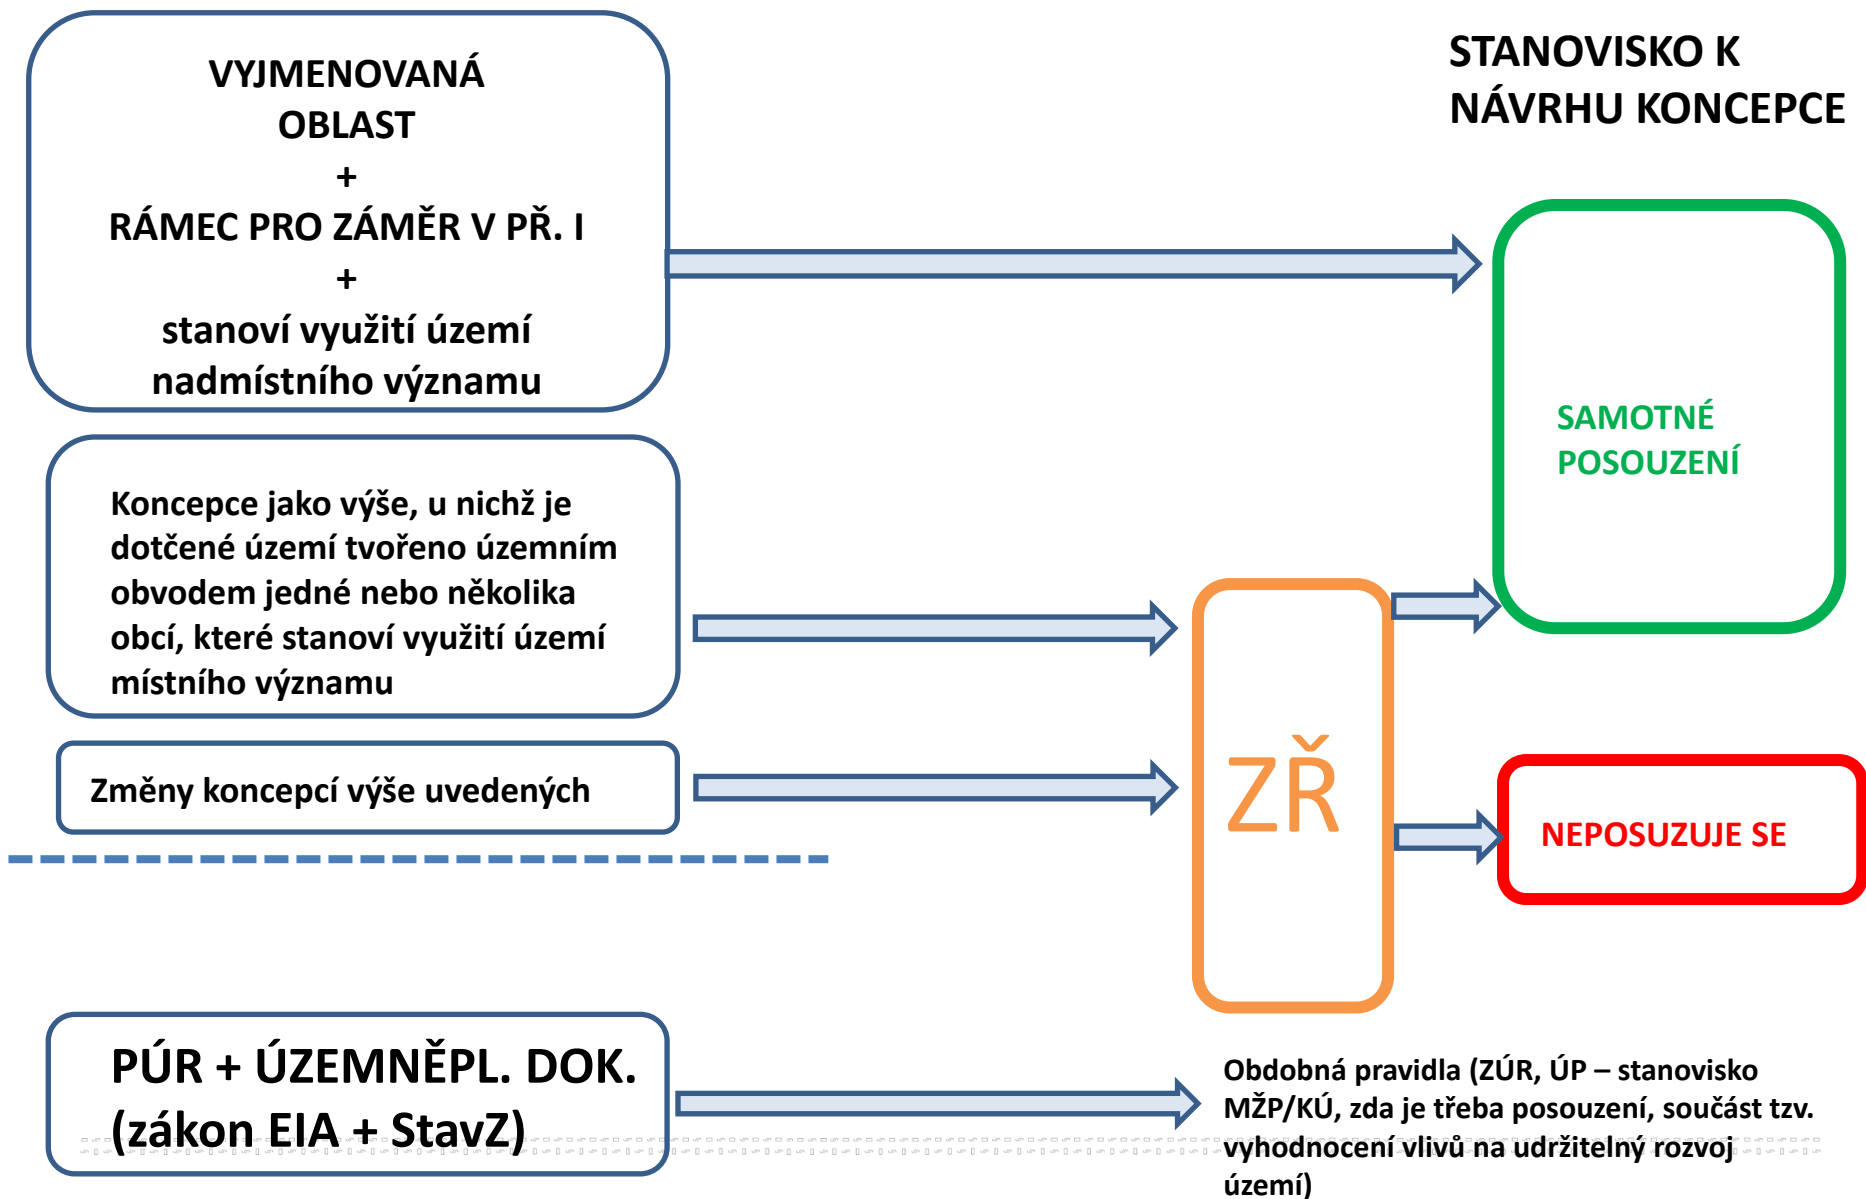 VYJMENOVANÁ
OBLAST
+
RÁMEC PRO ZÁMĚR V PŘ. I
+
stanoví využití území
nadmístního významu
STANOVISKO K
NÁVRHU KONCEPCE
SAMOTNÉ
POSOUZENÍ
Koncepce jako výše, u nichž je
dotčené území tvořeno územním
obvodem jedné nebo několika
obcí, které stanoví využití území
místního významu
Změny koncepcí výše uvedených
ZŘ
NEPOSUZUJE SE
PÚR + ÚZEMNĚPL. DOK.
(zákon EIA + StavZ)
Obdobná pravidla (ZÚR, ÚP – stanovisko
MŽP/KÚ, zda je třeba posouzení, součást tzv.
vyhodnocení vlivů na udržitelný rozvoj
území)